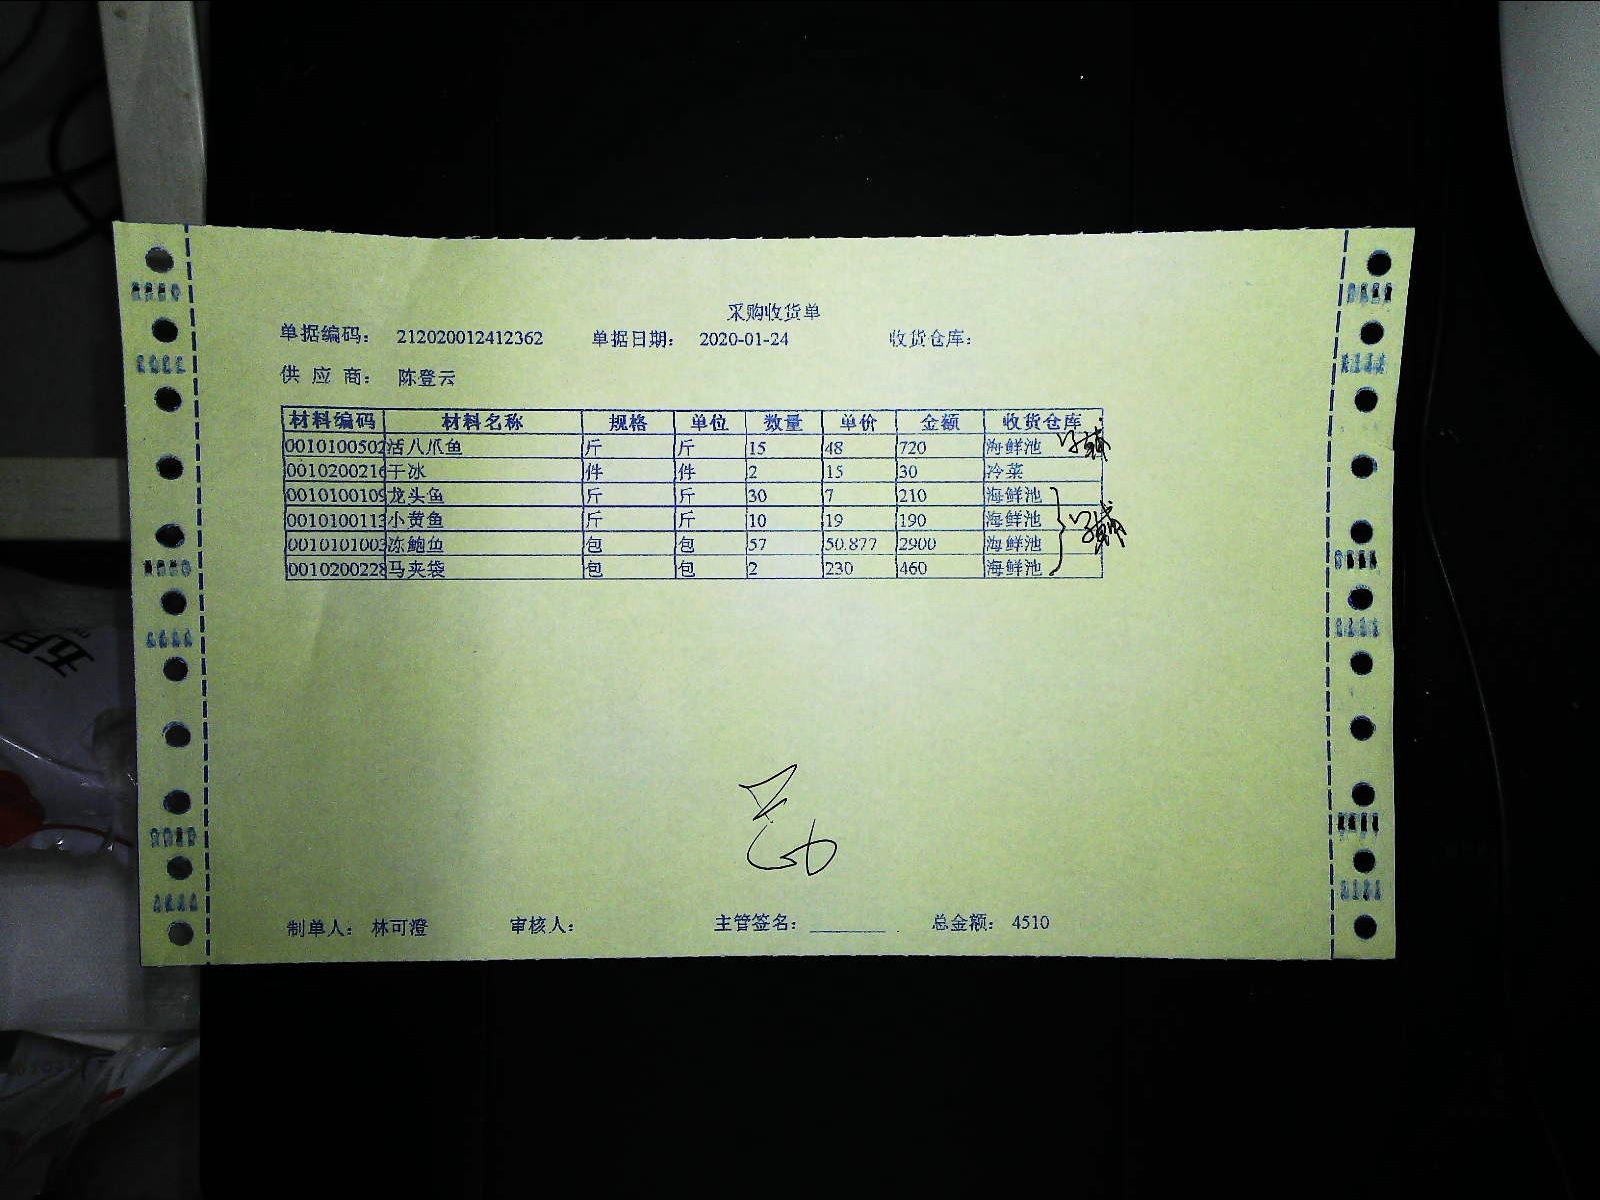 采购收货单
单据编码: 212020012412362 单据日期: 2020-01-24 收货仓库:
供 应 商: 陈登云
材料编码 材料名称 规格 单位 数量 单价 金额 收货仓库
0010100502 活八爪鱼 斤 斤 15 48 720 海鲜池
0010200216 干冰 件 件 2 15 30 冷菜
0010100109 龙头鱼 斤 斤 30 7 210 海鲜池
0010100113 小黄鱼 斤 斤 10 19 190 海鲜池
0010101003 冻鲍鱼 包 包 57 50.877 2900 海鲜池
0010200228 马夹袋 包 包 2 230 460 海鲜池
制单人: 林可澄 审核人: 主管签名: 总金额: 4510